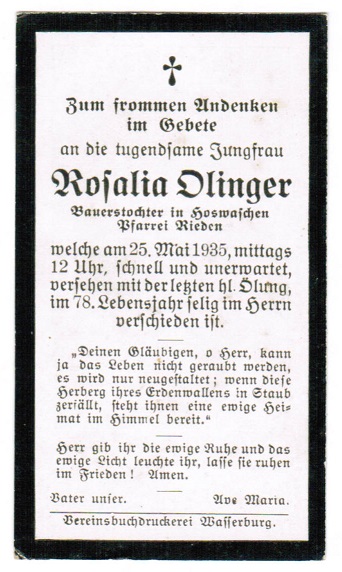 Zum frommen Andenken
im Gebete
an die tugendsame Jungfrau
Rosalia Olinger
Bauerstochter in Hoswaschen
Pfarrei Rieden
welche am 25. Mai 1935, mittags
12 Uhr, schnell und unerwartet,
versehen mit der letzten hl. Ölung,
im 78. Lebensjahr selig im Herrn
verschieden ist.
„Deinen Gläubigen, o Herr, kann
ja das Leben nicht geraubt werden,
es wird nur neugestaltet; wenn diese
Herberg ihres Erdenwallens in Staub
zerfällt, steht ihnen eine ewige Hei-
mat im Himmel bereit.“
Herr gib ihr die ewige Ruhe und das
ewige Licht leuchte ihr, lasse sie ruhen
im Frieden! Amen.
Vater unser. Ave Maria.
Vereinsbuchdruckerei Wasserburg.